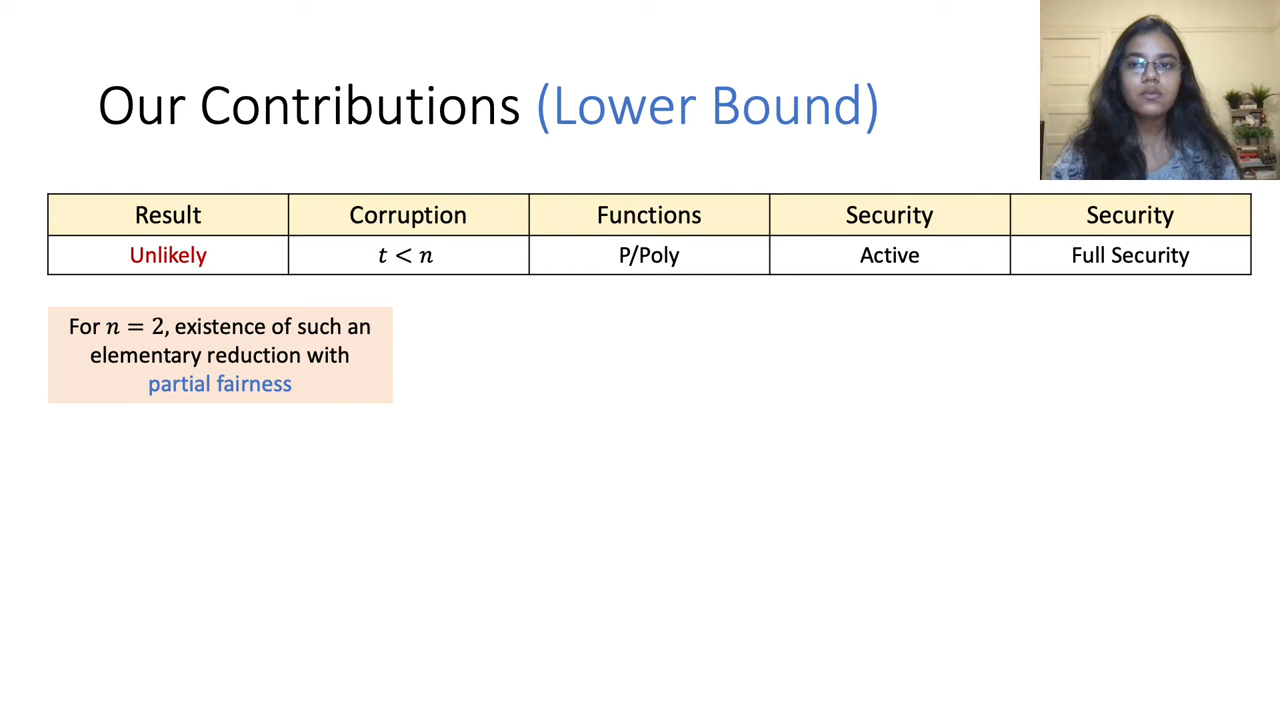 Our Contributions (Lower Bound)
Result Corruption Functions Security Security
Unlikely t < n P/Poly Active Full Security
For n = 2, existence of such an
elementary reduction with
partial fairness